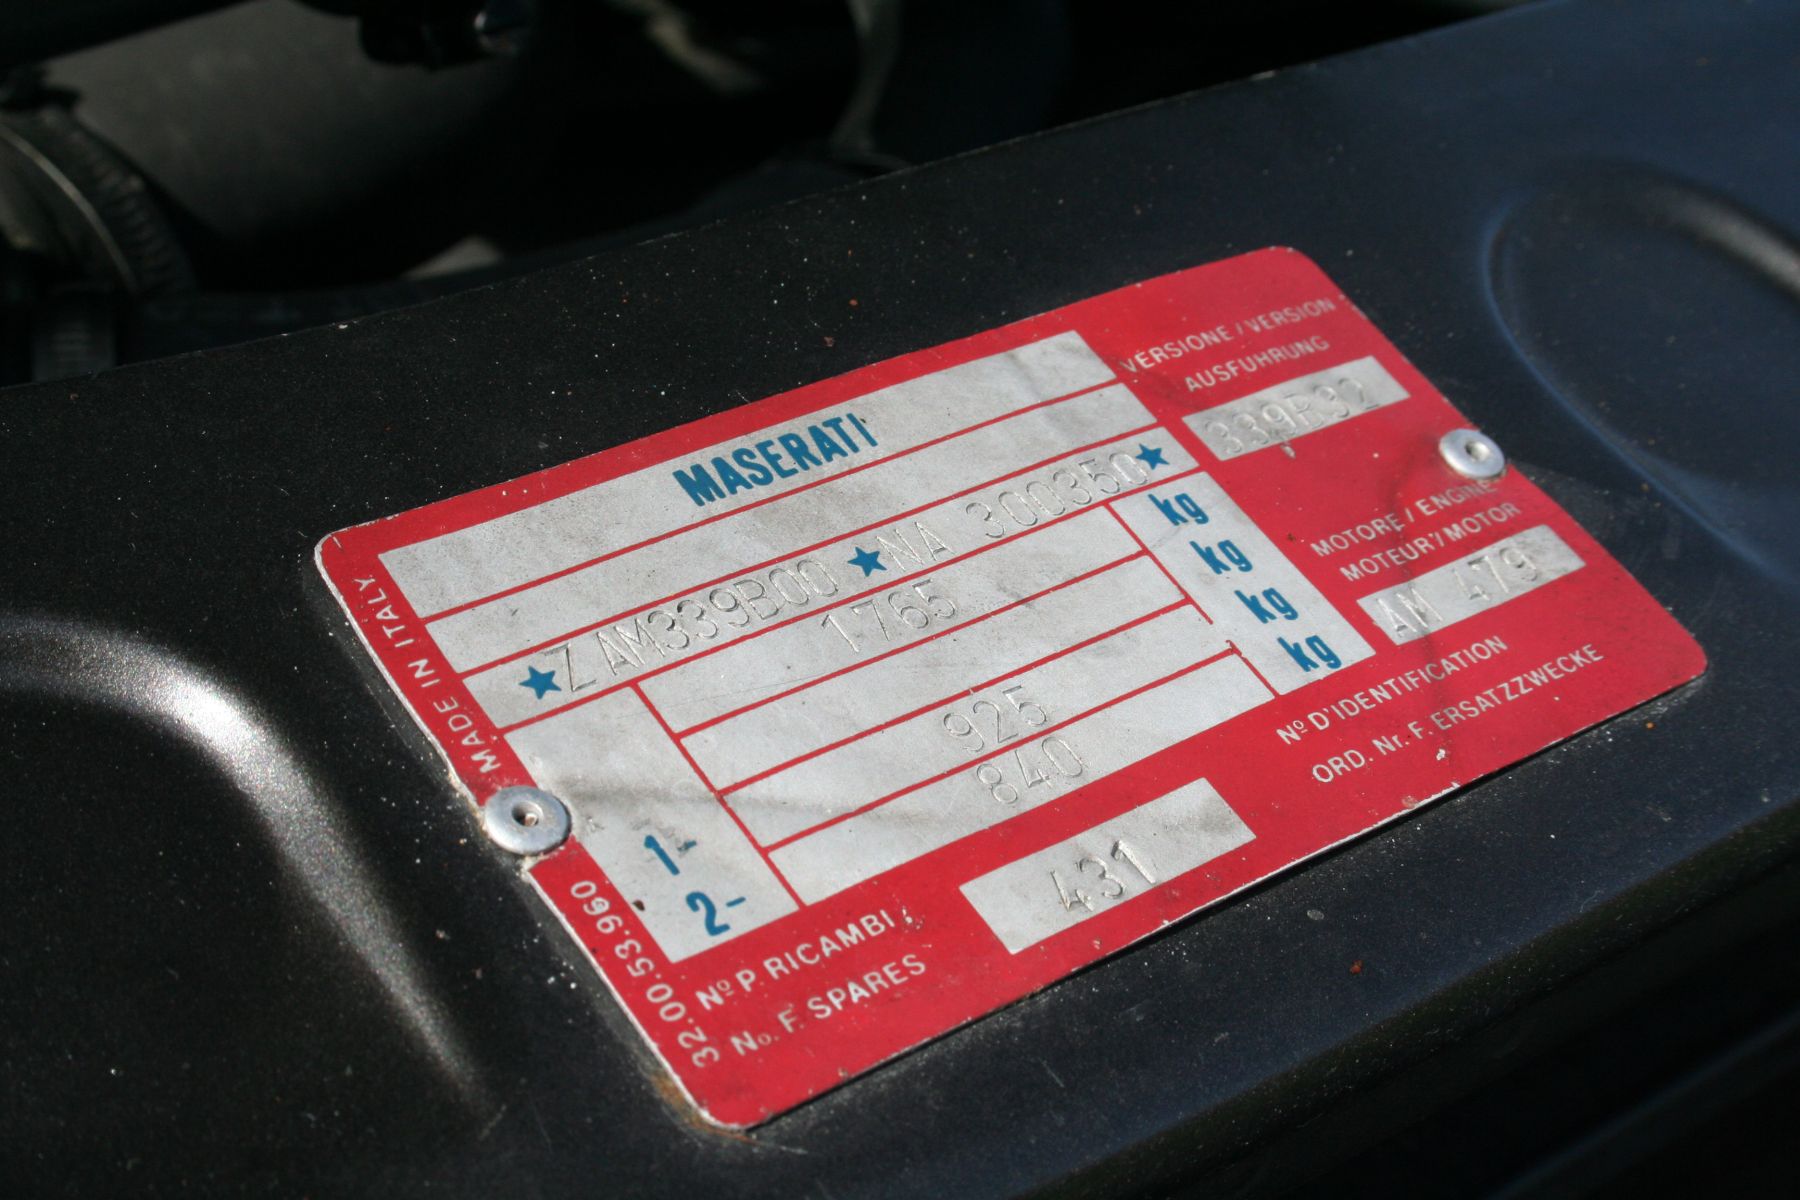 MASERATI
★ZAM339B00★NA 300350★
1765 kg
kg
1- 925 kg
2- 840 kg
VERSIONE / VERSION
AUSFUHRUNG
339B32
MOTORE / ENGINE
MOTEUR / MOTOR
AM 479
Nº D'IDENTIFICATION
ORD. Nr. F. ERSATZZWECKE
431
Nº P. RICAMBI
No. F. SPARES
MADE IN ITALY
32.00.53.960